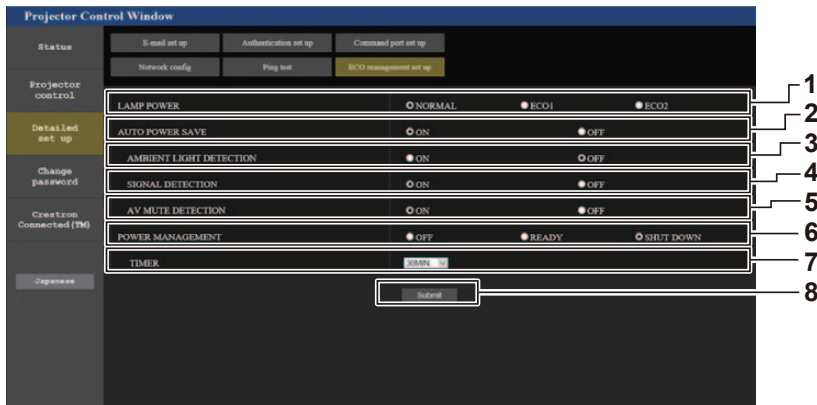 Projector Control Window
Status
E-mail set up
Authentication set up
Command port set up
Network config
Ping test
ECO management set up
Projector
control
Detailed
set up
Change
password
Crestron
Connected(TM)
Japanese
LAMP POWER NORMAL ECO1 ECO2 1
AUTO POWER SAVE ON OFF 2
AMBIENT LIGHT DETECTION ON OFF 3
SIGNAL DETECTION ON OFF 4
AV MUTE DETECTION ON OFF 5
POWER MANAGEMENT OFF READY SHUT DOWN 6
TIMER 30MIN. 7
Submit 8